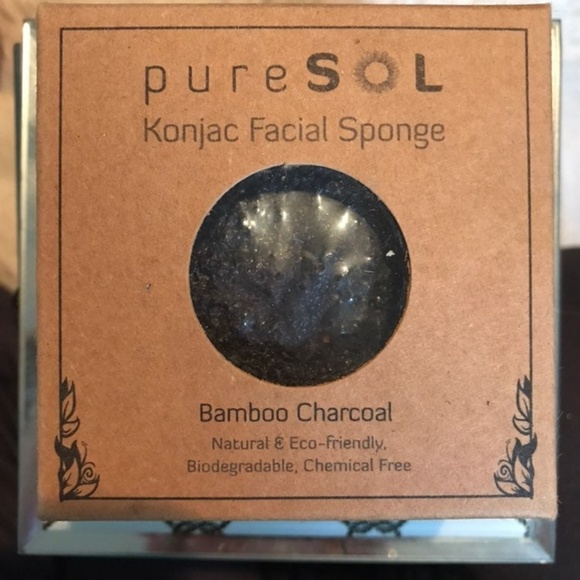 pureSOL
Konjac Facial Sponge
Bamboo Charcoal
Natural & Eco-friendly,
Biodegradable, Chemical Free